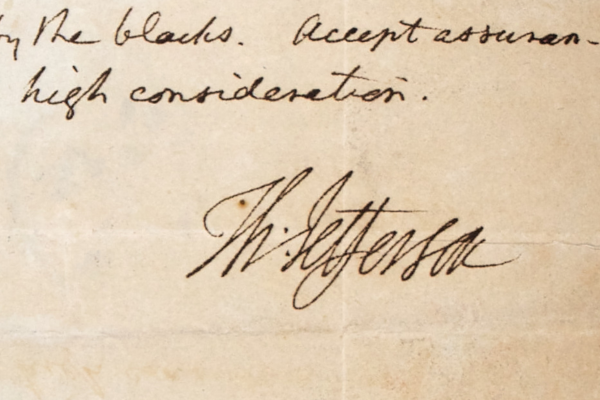 by the blacks. Accept assuran-
high consideration.
Th: Jefferson